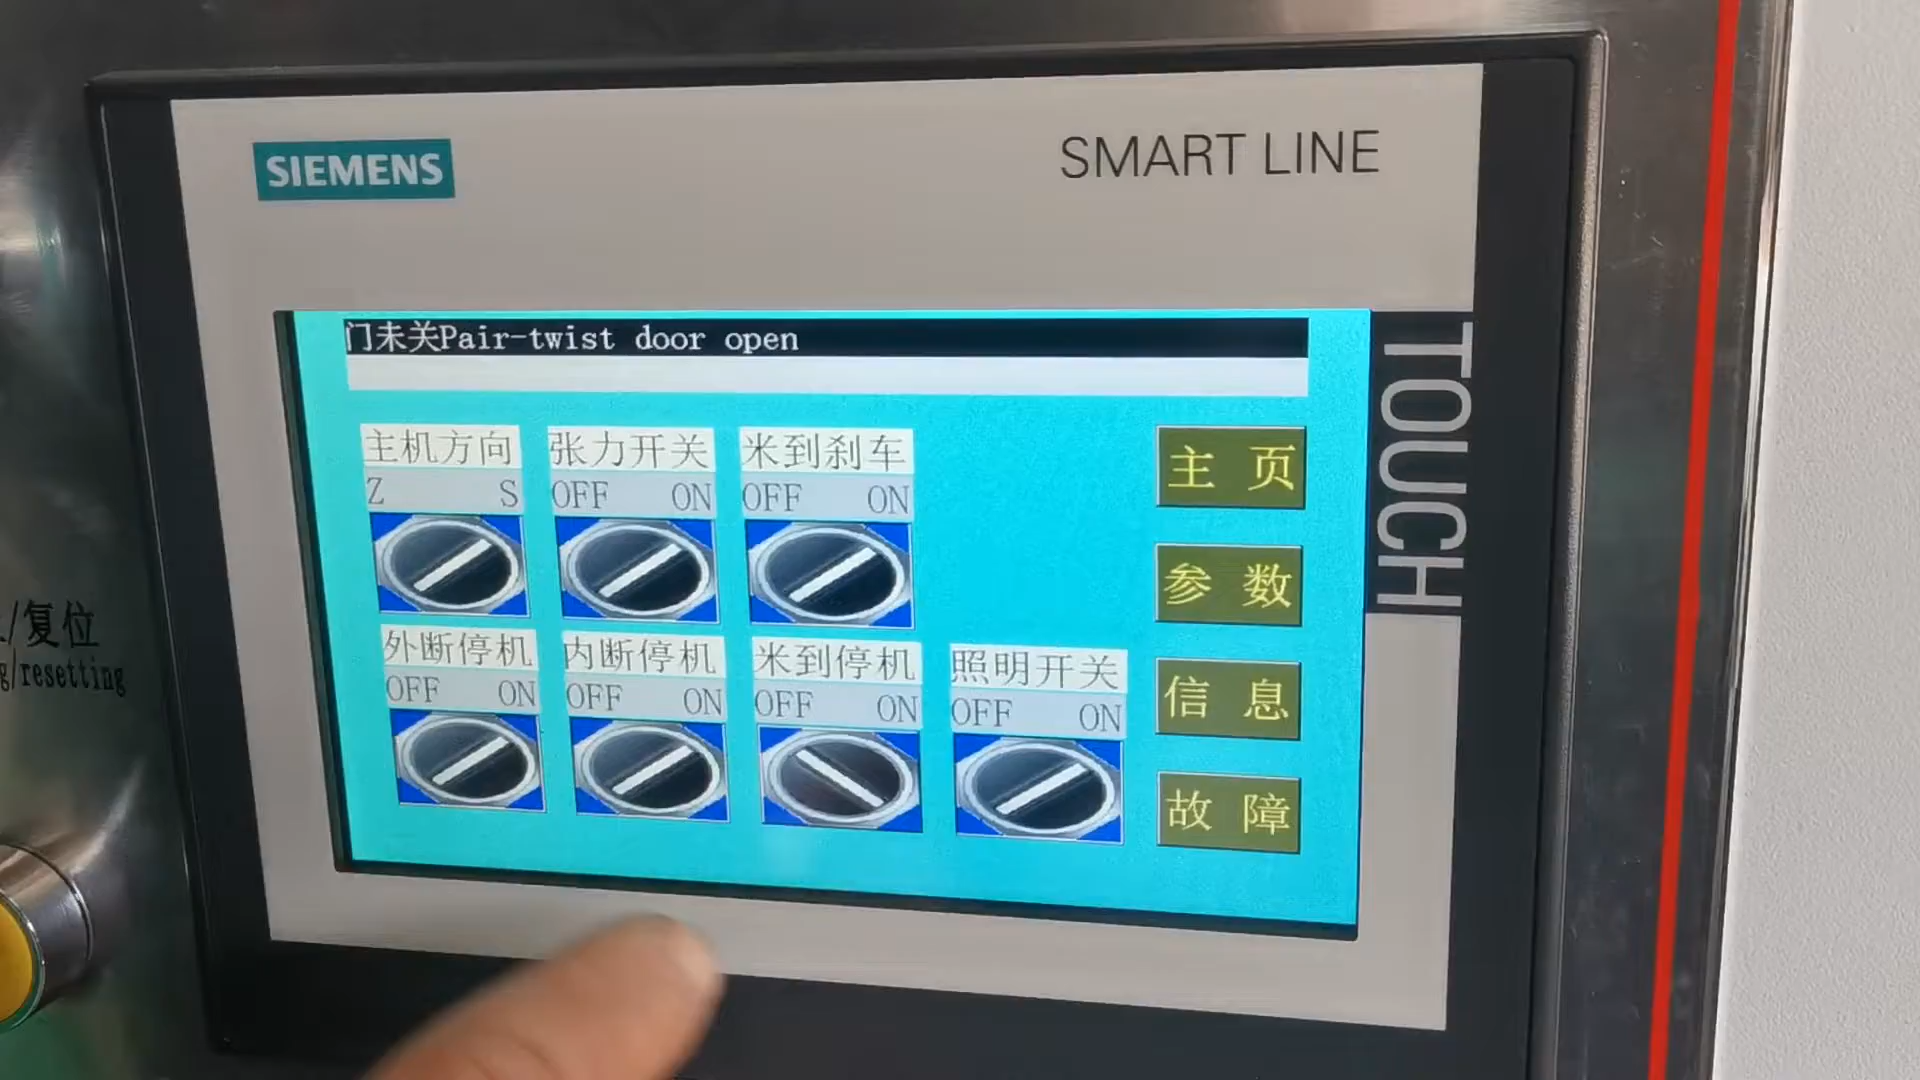 SIEMENS
SMART LINE
TOUCH
门未关Pair-twist door open
主机方向
Z S
张力开关
OFF ON
米到刹车
OFF ON
主页
参数
外断停机
OFF ON
内断停机
OFF ON
米到停机
OFF ON
照明开关
OFF ON
信息
故障
/复位
g/resetting